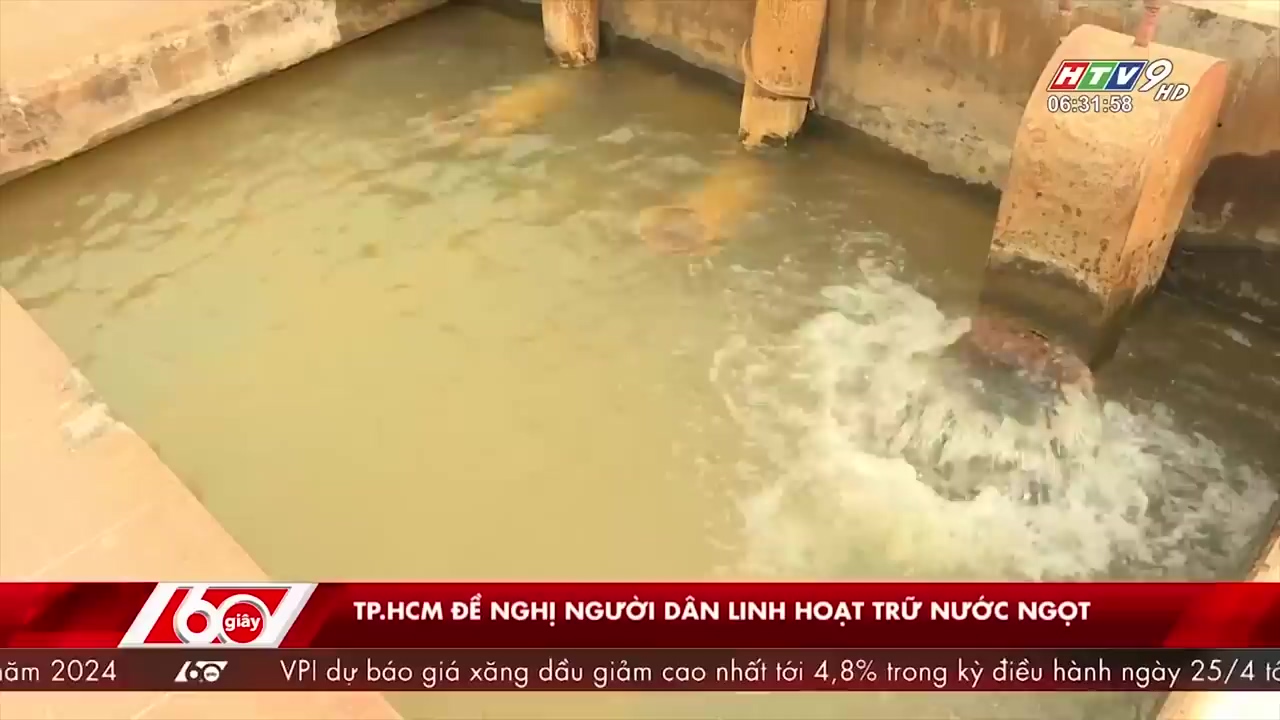 HTV9 HD
06:31:58
60 giây
TP.HCM ĐỀ NGHỊ NGƯỜI DÂN LINH HOẠT TRỮ NƯỚC NGỌT
năm 2024 60 giây VPI dự báo giá xăng dầu giảm cao nhất tới 4,8% trong kỳ điều hành ngày 25/4 tớ